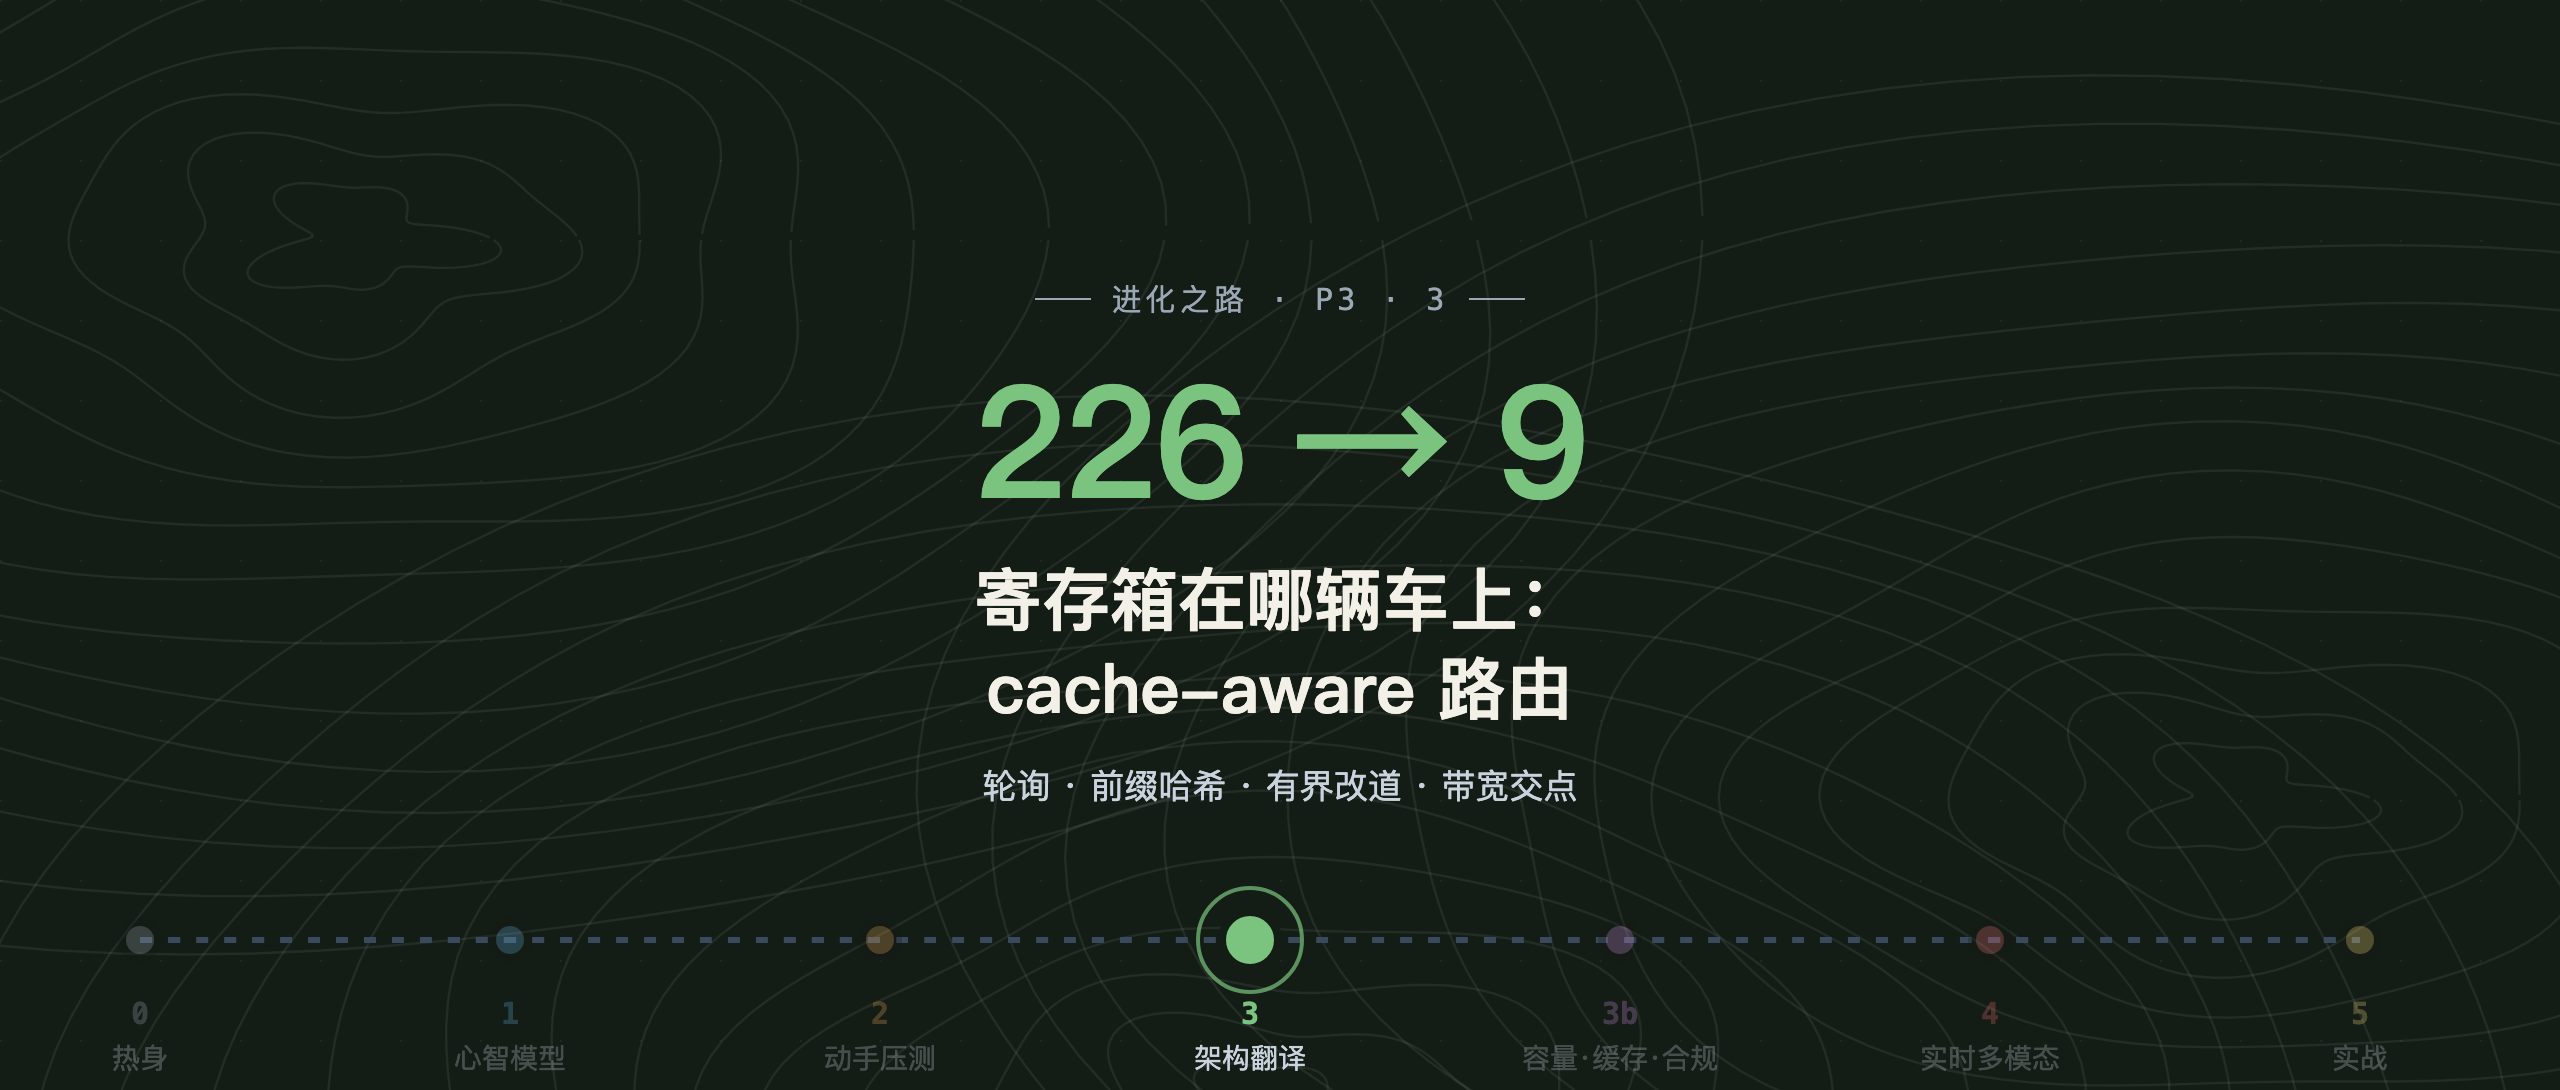 进化之路 · P3 · 3
226 → 9
寄存箱在哪辆车上：
cache-aware 路由
轮询 · 前缀哈希 · 有界改道 · 带宽交点
0 1 2 3 3b 4 5
热身 心智模型 动手压测 架构翻译 容量·缓存·合规 实时多模态 实战